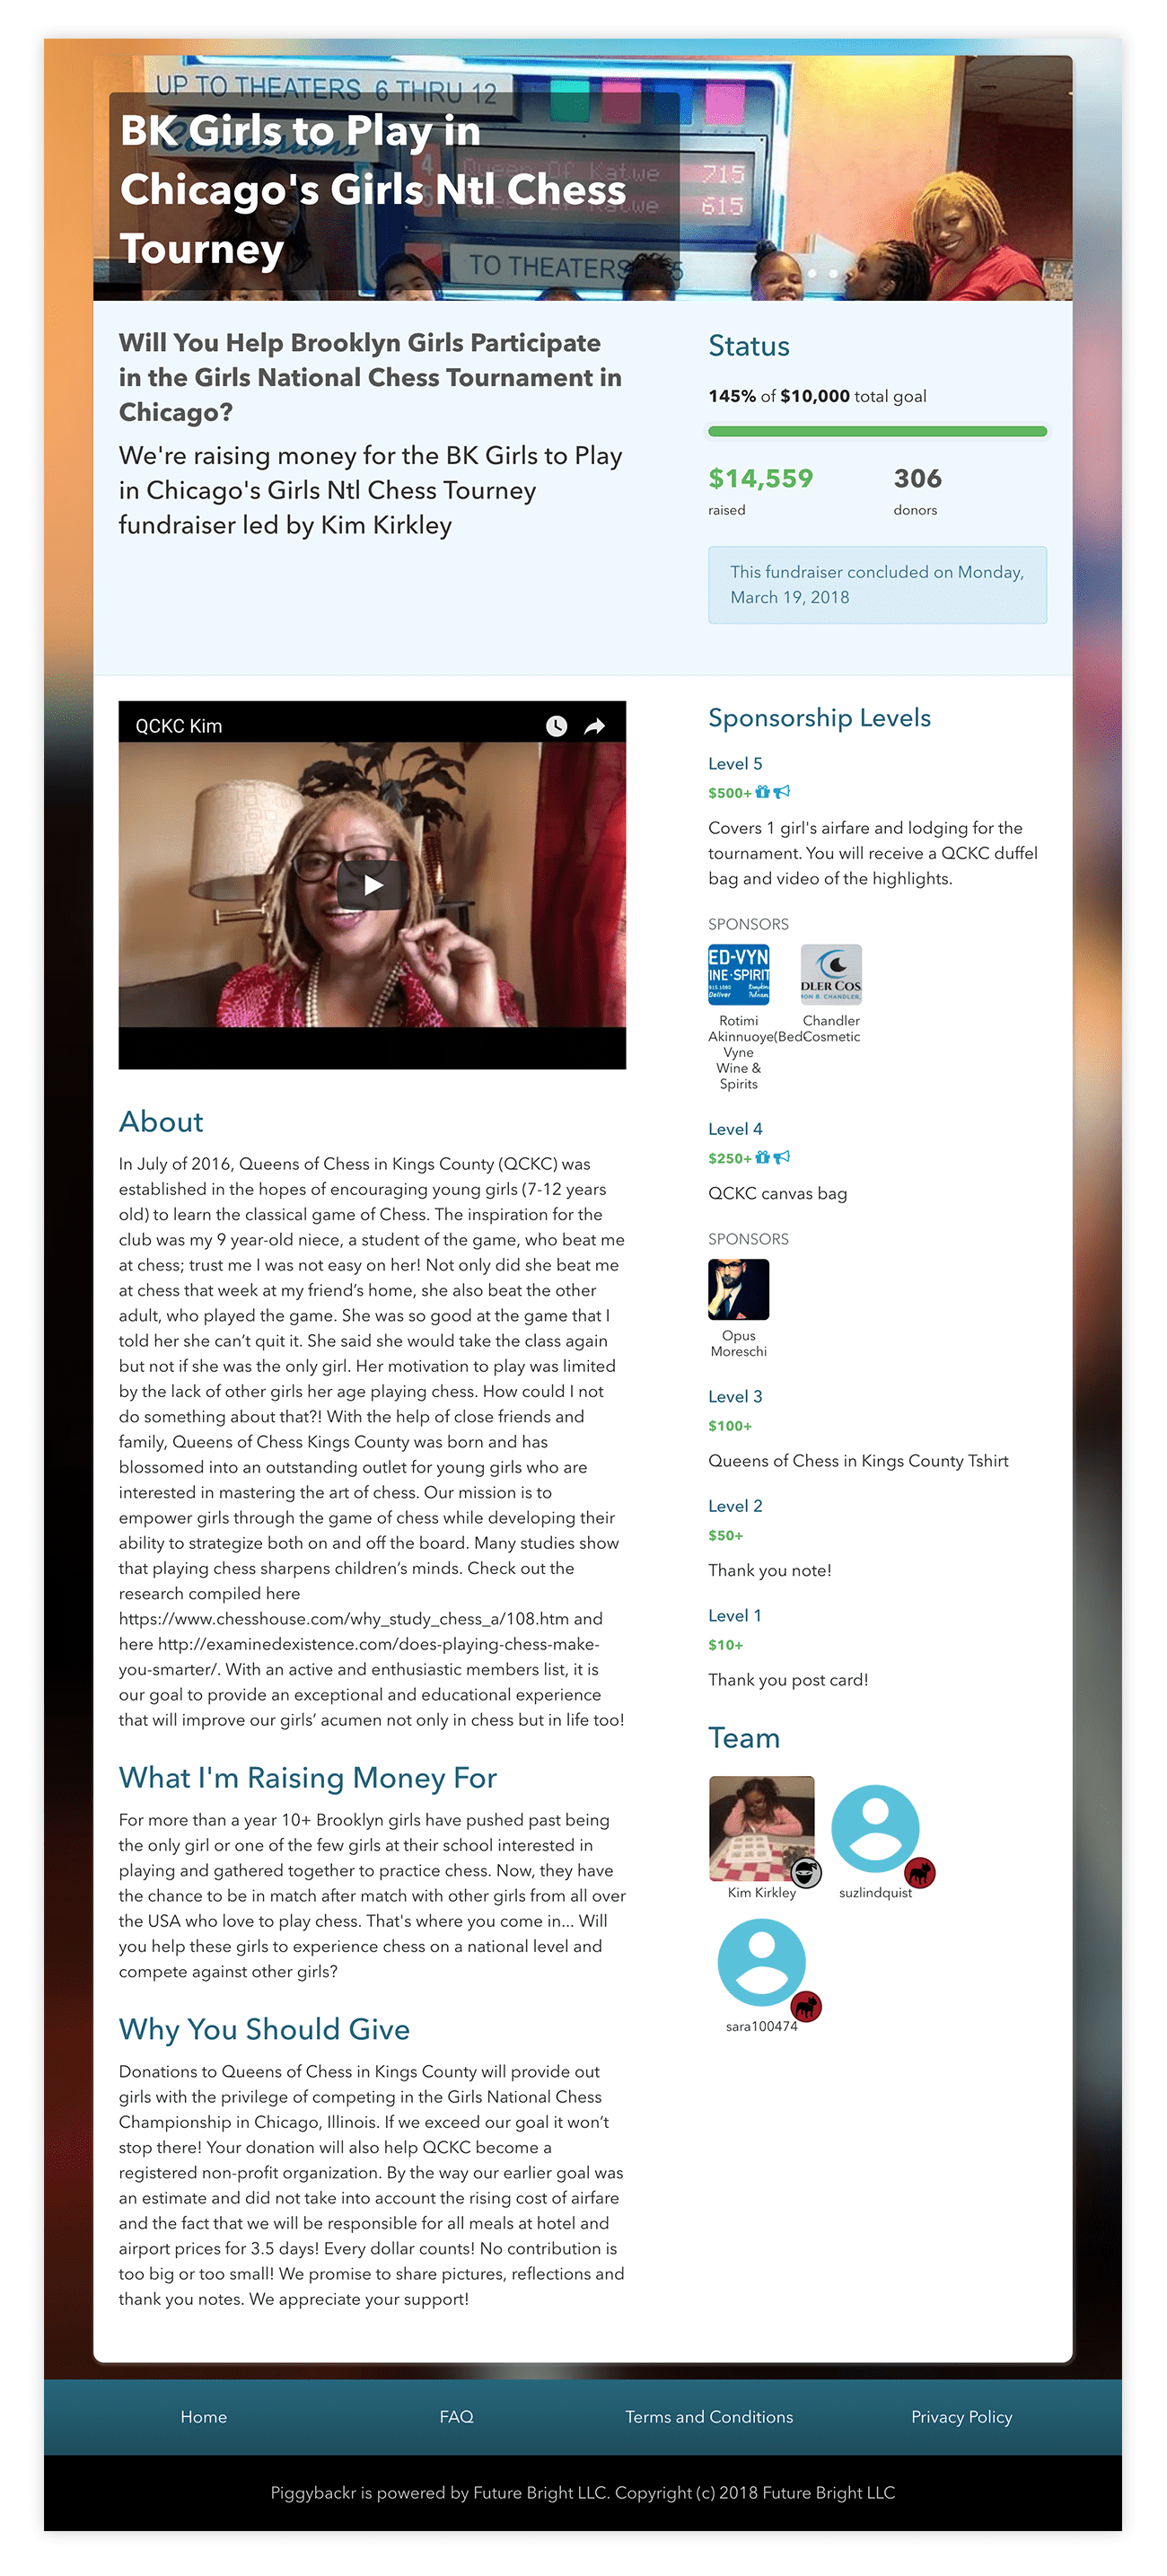 UP TO THEATERS 6 THRU 12
BK Girls to Play in
Chicago's Girls Ntl Chess
Tourney
Concessions
4 Queen Of Katwe 715
Queen Of Katwe 615
TO THEATERS
Will You Help Brooklyn Girls Participate
in the Girls National Chess Tournament in
Chicago?
We're raising money for the BK Girls to Play
in Chicago's Girls Ntl Chess Tourney
fundraiser led by Kim Kirkley
Status
145% of $10,000 total goal
$14,559
raised
306
donors
This fundraiser concluded on Monday,
March 19, 2018
QCKC Kim
About
In July of 2016, Queens of Chess in Kings County (QCKC) was
established in the hopes of encouraging young girls (7-12 years
old) to learn the classical game of Chess. The inspiration for the
club was my 9 year-old niece, a student of the game, who beat me
at chess; trust me I was not easy on her! Not only did she beat me
at chess that week at my friend’s home, she also beat the other
adult, who played the game. She was so good at the game that I
told her she can’t quit it. She said she would take the class again
but not if she was the only girl. Her motivation to play was limited
by the lack of other girls her age playing chess. How could I not
do something about that?! With the help of close friends and
family, Queens of Chess Kings County was born and has
blossomed into an outstanding outlet for young girls who are
interested in mastering the art of chess. Our mission is to
empower girls through the game of chess while developing their
ability to strategize both on and off the board. Many studies show
that playing chess sharpens children’s minds. Check out the
research compiled here
https://www.chesshouse.com/why_study_chess_a/108.htm and
here http://examinedexistence.com/does-playing-chess-make-
you-smarter/. With an active and enthusiastic members list, it is
our goal to provide an exceptional and educational experience
that will improve our girls’ acumen not only in chess but in life too!
What I'm Raising Money For
For more than a year 10+ Brooklyn girls have pushed past being
the only girl or one of the few girls at their school interested in
playing and gathered together to practice chess. Now, they have
the chance to be in match after match with other girls from all over
the USA who love to play chess. That's where you come in... Will
you help these girls to experience chess on a national level and
compete against other girls?
Why You Should Give
Donations to Queens of Chess in Kings County will provide out
girls with the privilege of competing in the Girls National Chess
Championship in Chicago, Illinois. If we exceed our goal it won’t
stop there! Your donation will also help QCKC become a
registered non-profit organization. By the way our earlier goal was
an estimate and did not take into account the rising cost of airfare
and the fact that we will be responsible for all meals at hotel and
airport prices for 3.5 days! Every dollar counts! No contribution is
too big or too small! We promise to share pictures, reflections and
thank you notes. We appreciate your support!
Sponsorship Levels
Level 5
$500+
Covers 1 girl's airfare and lodging for the
tournament. You will receive a QCKC duffel
bag and video of the highlights.
SPONSORS
ED-VYN
INE·SPIRIT
Deliver
DLER COS
ON B. CHANDLER,
Rotimi
Akinnuoye(Bed-
Vyne
Wine &
Spirits
Chandler
Cosmetic
Level 4
$250+
QCKC canvas bag
SPONSORS
Opus
Moreschi
Level 3
$100+
Queens of Chess in Kings County Tshirt
Level 2
$50+
Thank you note!
Level 1
$10+
Thank you post card!
Team
Kim Kirkley
suzlindquist
sara100474
Home
FAQ
Terms and Conditions
Privacy Policy
Piggybackr is powered by Future Bright LLC. Copyright (c) 2018 Future Bright LLC